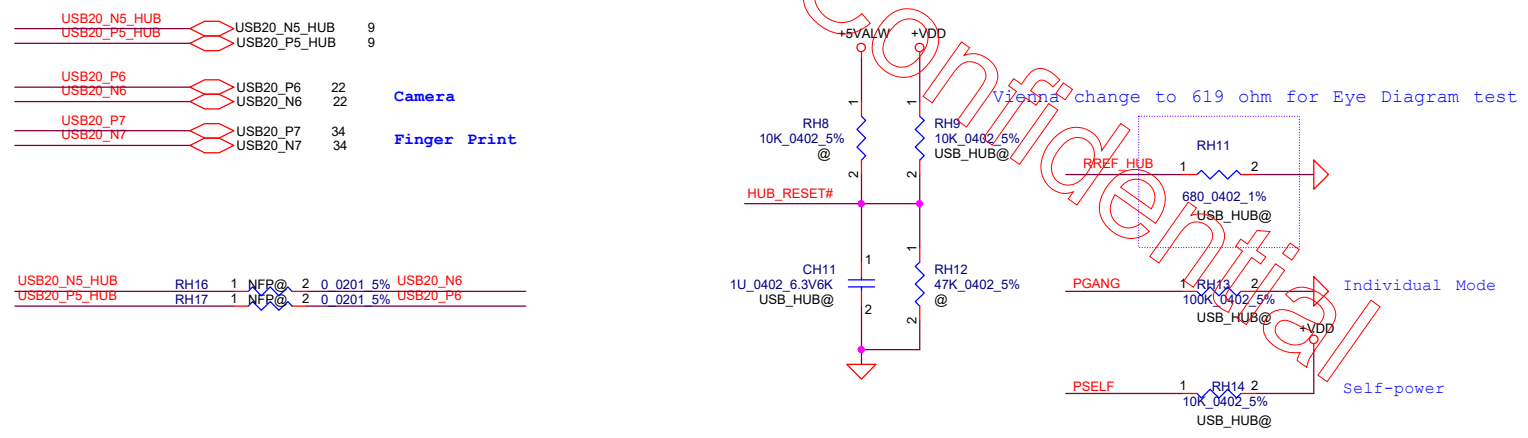 USB20_N5_HUB USB20_N5_HUB 9
USB20_P5_HUB USB20_P5_HUB 9
USB20_P6 USB20_P6 22
USB20_N6 USB20_N6 22
Camera
USB20_P7 USB20_P7 34
USB20_N7 USB20_N7 34
Finger Print
USB20_N5_HUB RH16 1 NFP@ 2 0_0201_5% USB20_N6
USB20_P5_HUB RH17 1 NFP@ 2 0_0201_5% USB20_P6
+5VALW +VDD
1 1
RH8
10K_0402_5%
@
2
RH9
10K_0402_5%
USB_HUB@
2
HUB_RESET#
1
CH11
1U_0402_6.3V6K
USB_HUB@
2
1
RH12
47K_0402_5%
@
2
Confidential
Vienna change to 619 ohm for Eye Diagram test
RH11
RREF_HUB 1 2
680_0402_1%
USB_HUB@
PGANG 1 RH13 2 Individual Mode
100K_0402_5%
USB_HUB@
+VDD
PSELF 1 RH14 2 Self-power
10K_0402_5%
USB_HUB@